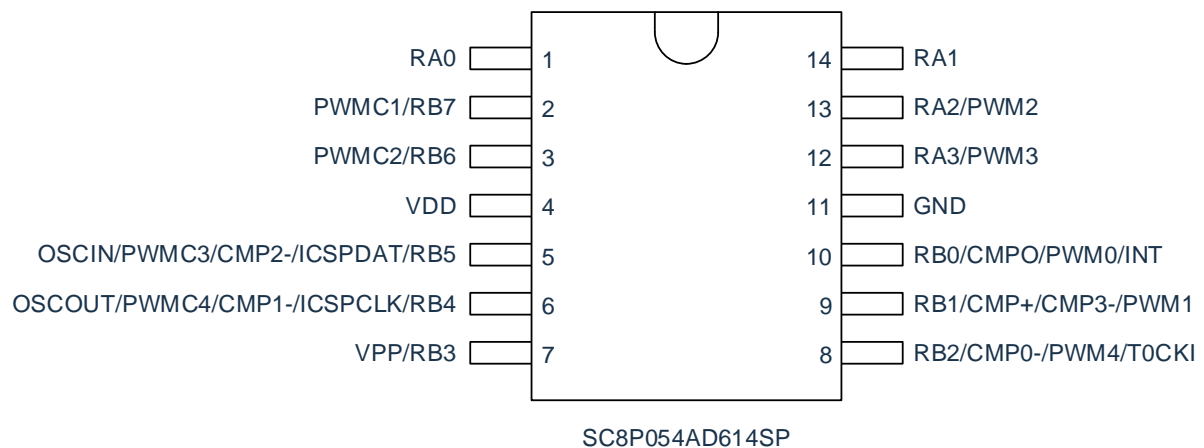 RA0 1 14 RA1
PWMC1/RB7 2 13 RA2/PWM2
PWMC2/RB6 3 12 RA3/PWM3
VDD 4 11 GND
OSCIN/PWMC3/CMP2-/ICSPDAT/RB5 5 10 RB0/CMPO/PWM0/INT
OSCOUT/PWMC4/CMP1-/ICSPCLK/RB4 6 9 RB1/CMP+/CMP3-/PWM1
VPP/RB3 7 8 RB2/CMP0-/PWM4/T0CKI
SC8P054AD614SP